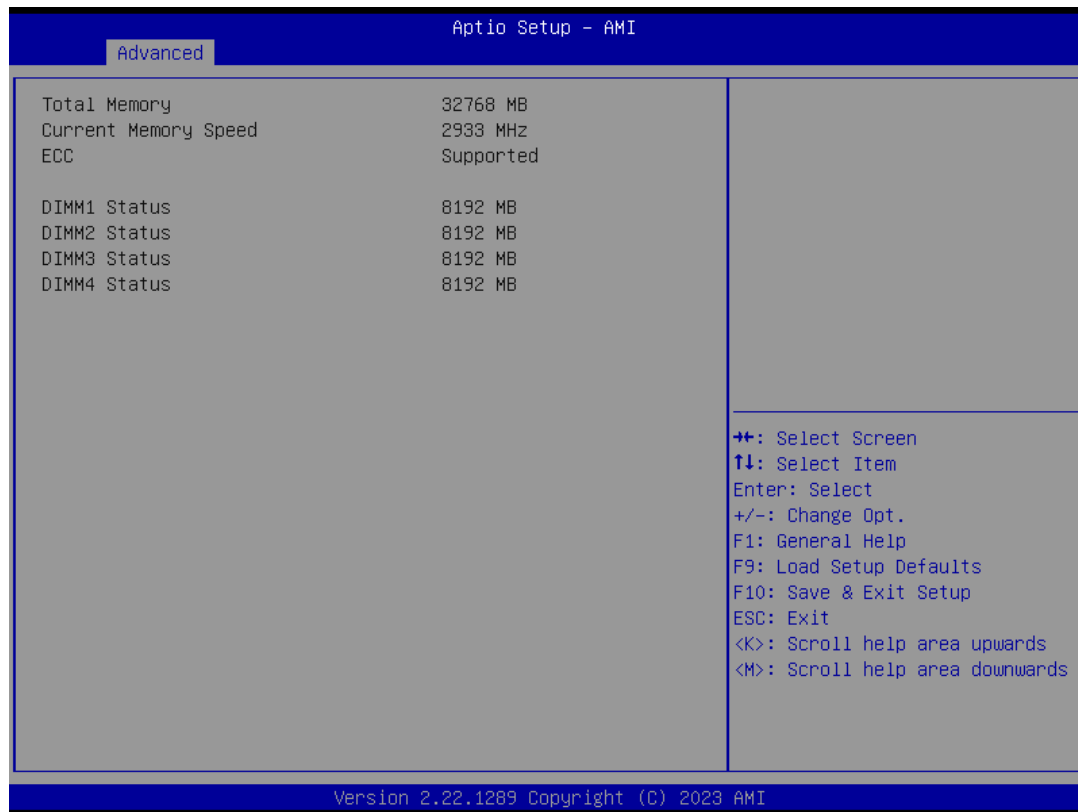 Aptio Setup - AMI
Advanced
Total Memory 32768 MB
Current Memory Speed 2933 MHz
ECC Supported
DIMM1 Status 8192 MB
DIMM2 Status 8192 MB
DIMM3 Status 8192 MB
DIMM4 Status 8192 MB
→←: Select Screen
↑↓: Select Item
Enter: Select
+/-: Change Opt.
F1: General Help
F9: Load Setup Defaults
F10: Save & Exit Setup
ESC: Exit
<K>: Scroll help area upwards
<M>: Scroll help area downwards
Version 2.22.1289 Copyright (C) 2023 AMI